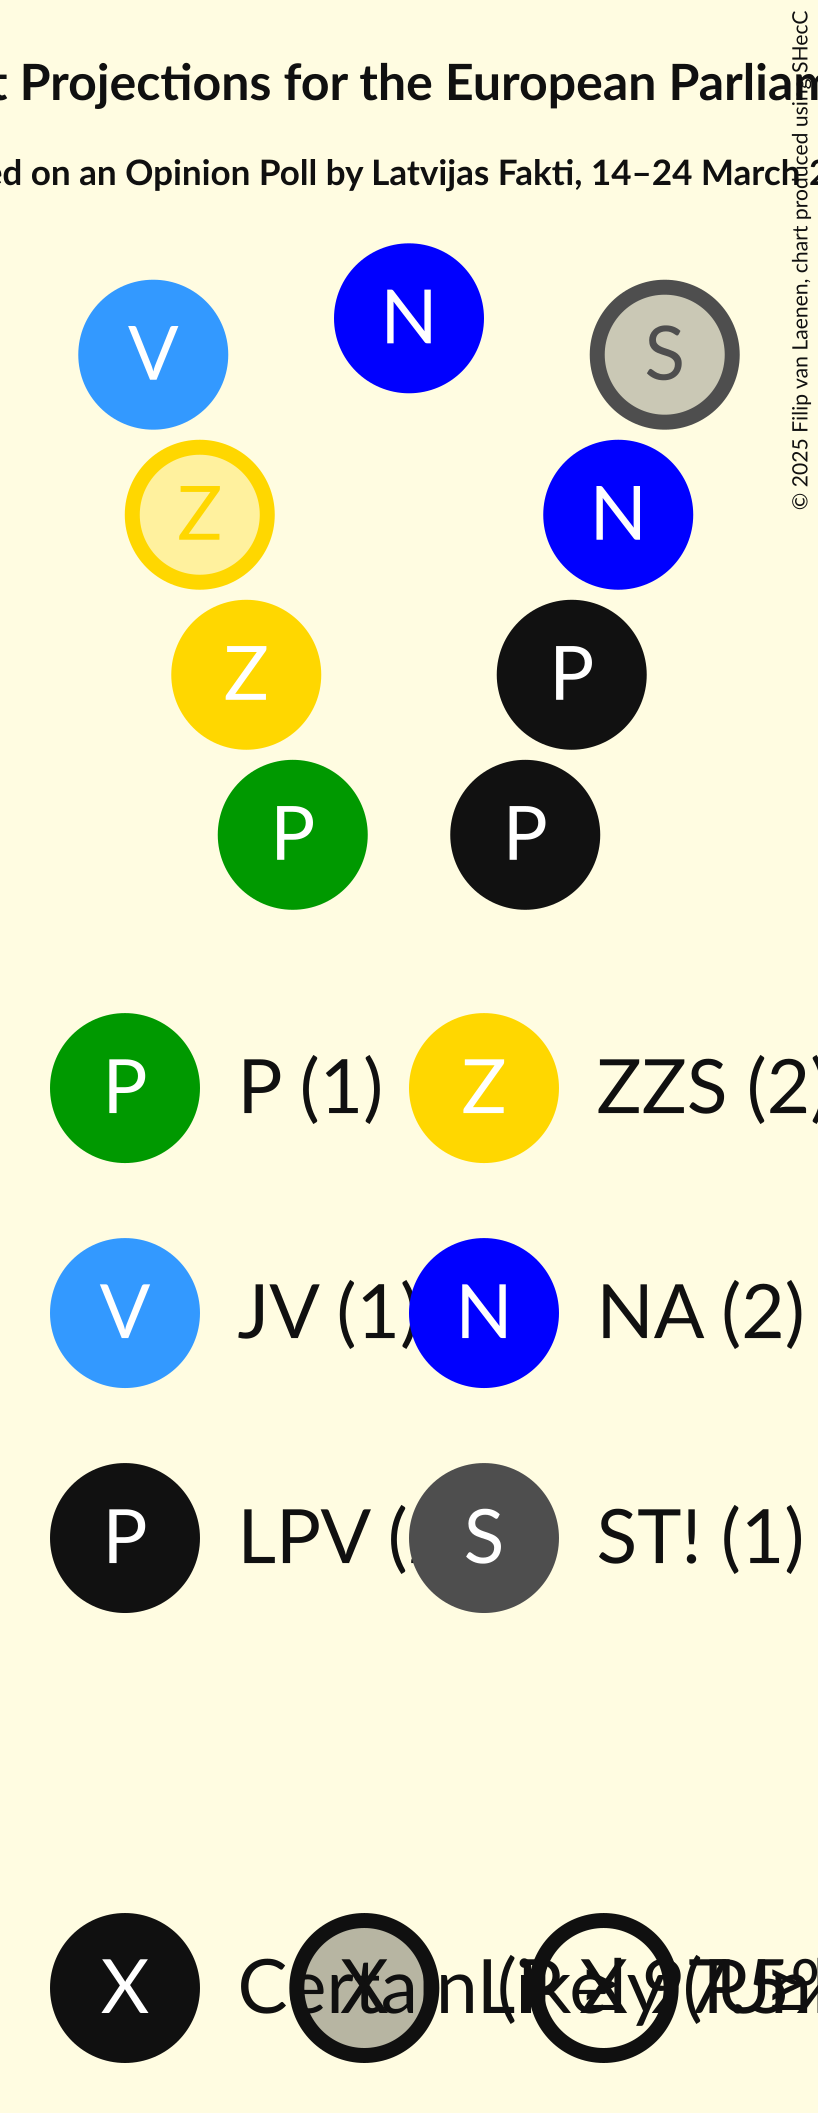 t Projections for the European Parliam
ed on an Opinion Poll by Latvijas Fakti, 14–24 March 2
© 2025 Filip van Laenen, chart produced using SHecC
N
V
S
Z
N
Z
P
P
P
P P (1) Z ZZS (2)
V JV (1) N NA (2)
P LPV ( S ST! (1)
X Certain X Likely X